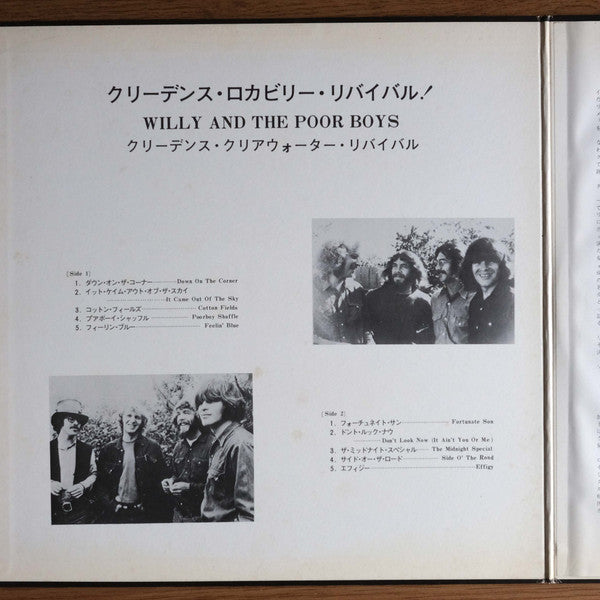 クリーデンス・ロカビリー・リバイバル!
WILLY AND THE POOR BOYS
クリーデンス・クリアウォーター・リバイバル
[Side 1]
1. ダウン・オン・ザ・コーナー Down On The Corner
2. イット・ケイム・アウト・オブ・ザ・スカイ
It Came Out Of The Sky
3. コットン・フィールズ Cotton Fields
4. プアボーイ・シャッフル Poorboy Shuffle
5. フィーリン・ブルー Feelin' Blue
[Side 2]
1. フォーチュネイト・サン Fortunate Son
2. ドント・ルック・ナウ
Don't Look Now (It Ain't You Or Me)
3. ザ・ミッドナイト・スペシャル The Midnight Special
4. サイド・オー・ザ・ロード Side O' The Road
5. エフィジー Effigy